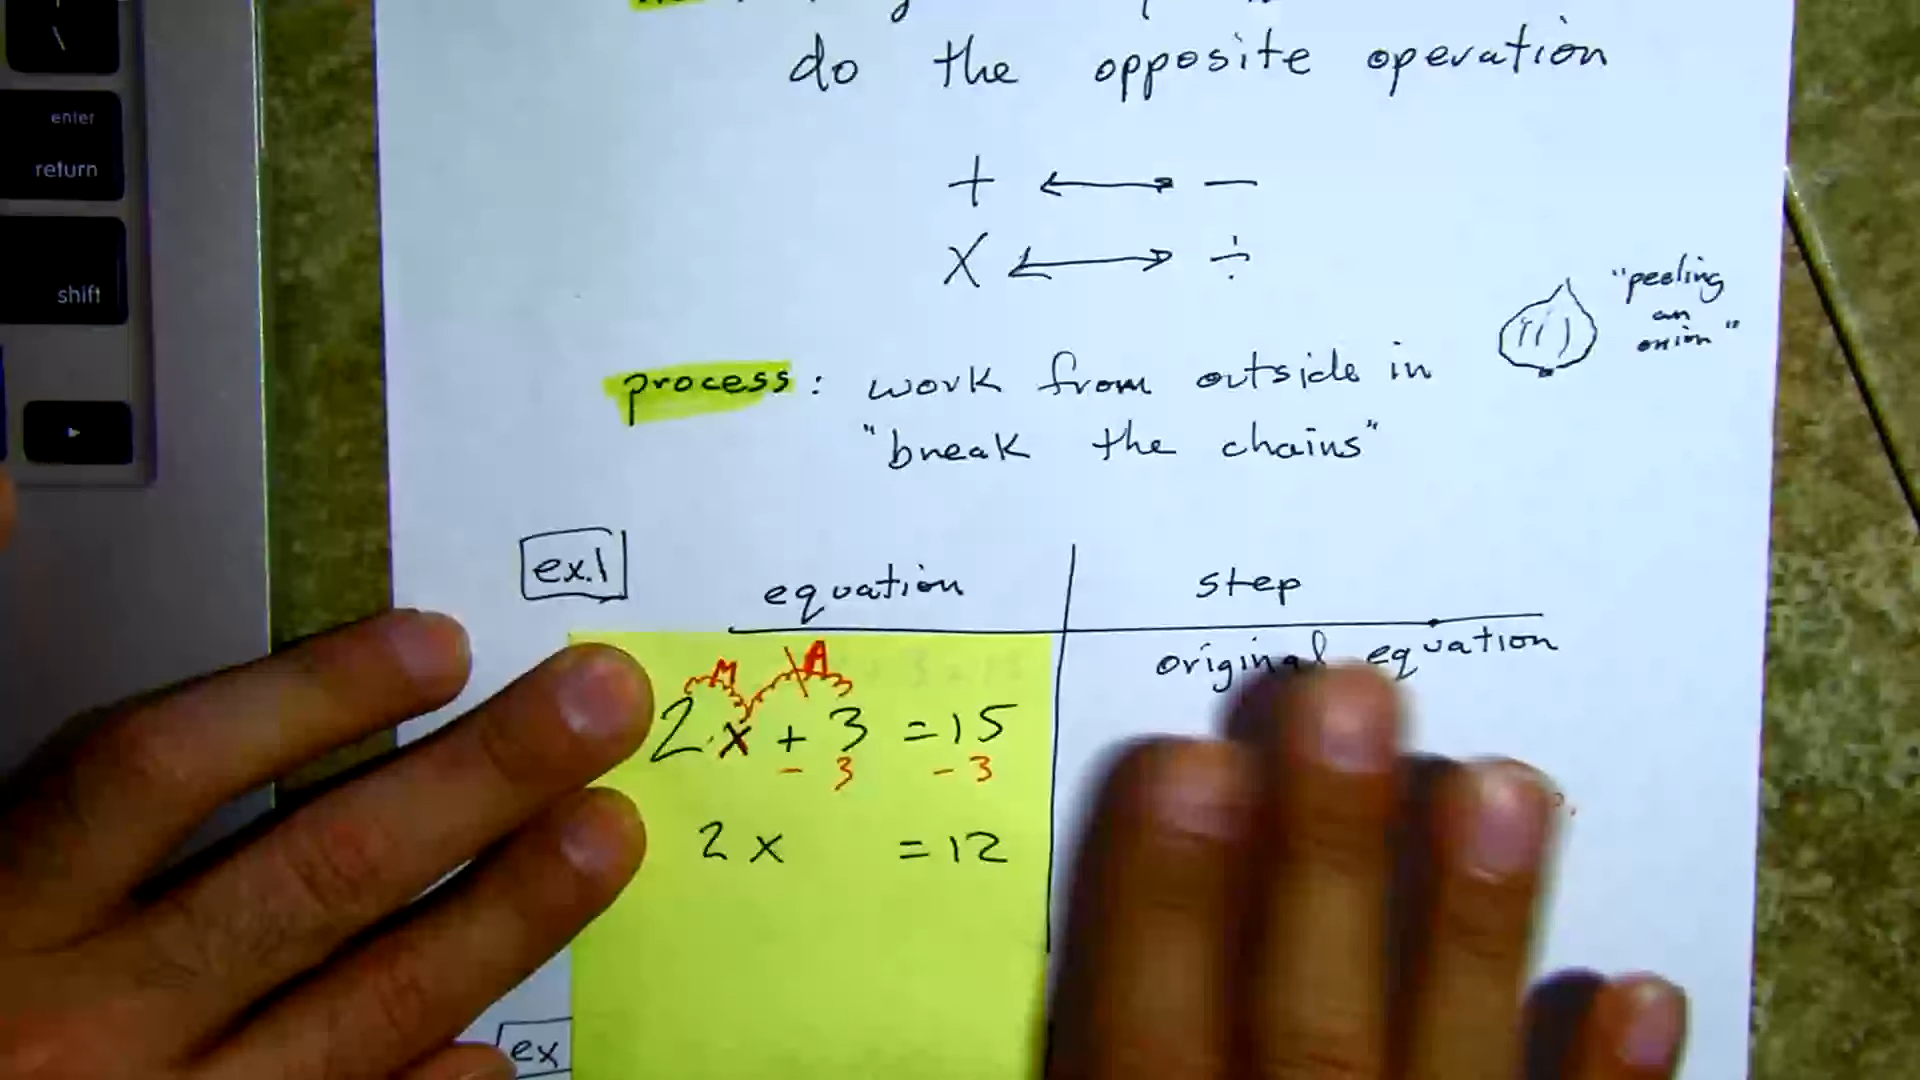 \
enter
return
shift
do the opposite operation
+ ↔ −
X ↔ ÷
"peeling
an
onion"
process: work from outside in
"break the chains"
ex.1
equation step
original equation
M A
2·x + 3 = 15
− 3 − 3
2x = 12
ex